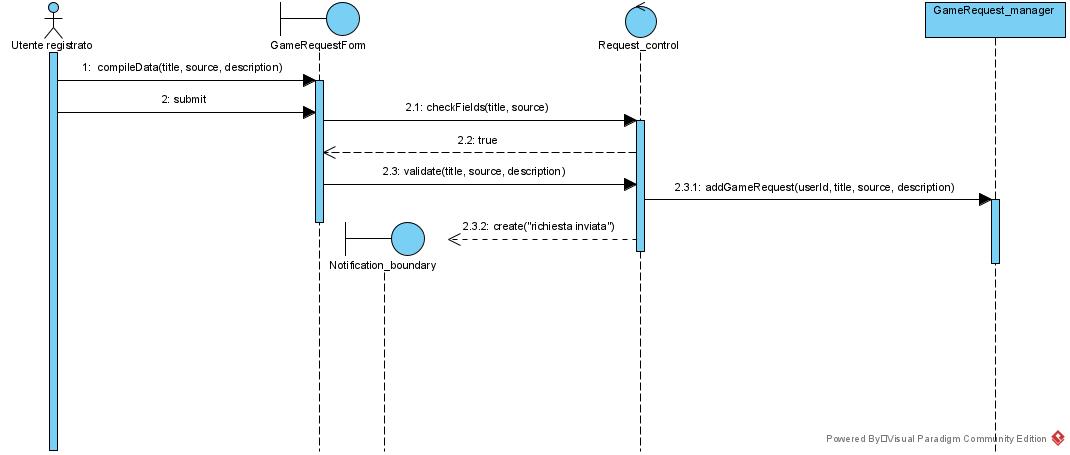 GameRequest_manager
Utente registrato
GameRequestForm
Request_control
1: compileData(title, source, description)
2: submit
2.1: checkFields(title, source)
2.2: true
2.3: validate(title, source, description)
2.3.1: addGameRequest(userId, title, source, description)
2.3.2: create("richiesta inviata")
Notification_boundary
Powered By Visual Paradigm Community Edition